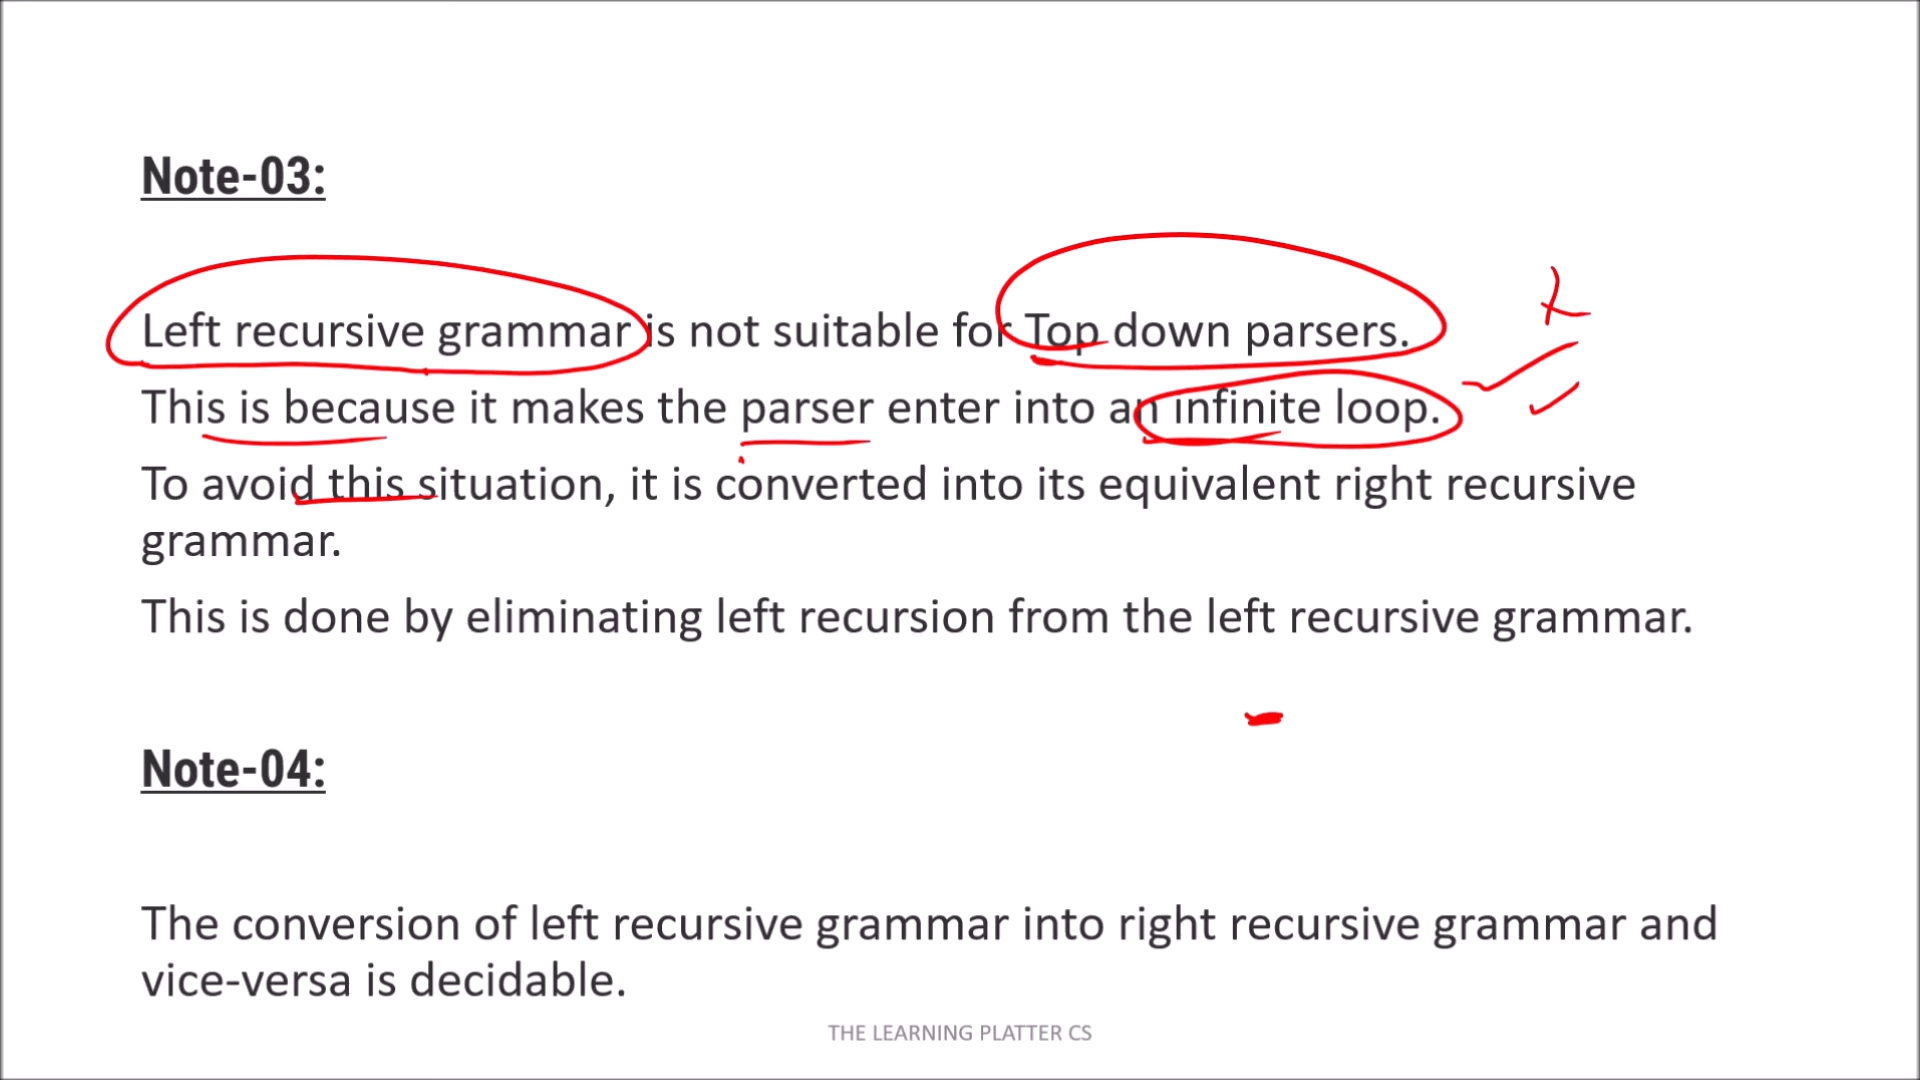 Note-03:
Left recursive grammar is not suitable for Top down parsers.
This is because it makes the parser enter into an infinite loop.
To avoid this situation, it is converted into its equivalent right recursive
grammar.
This is done by eliminating left recursion from the left recursive grammar.
Note-04:
The conversion of left recursive grammar into right recursive grammar and
vice-versa is decidable.
THE LEARNING PLATTER CS